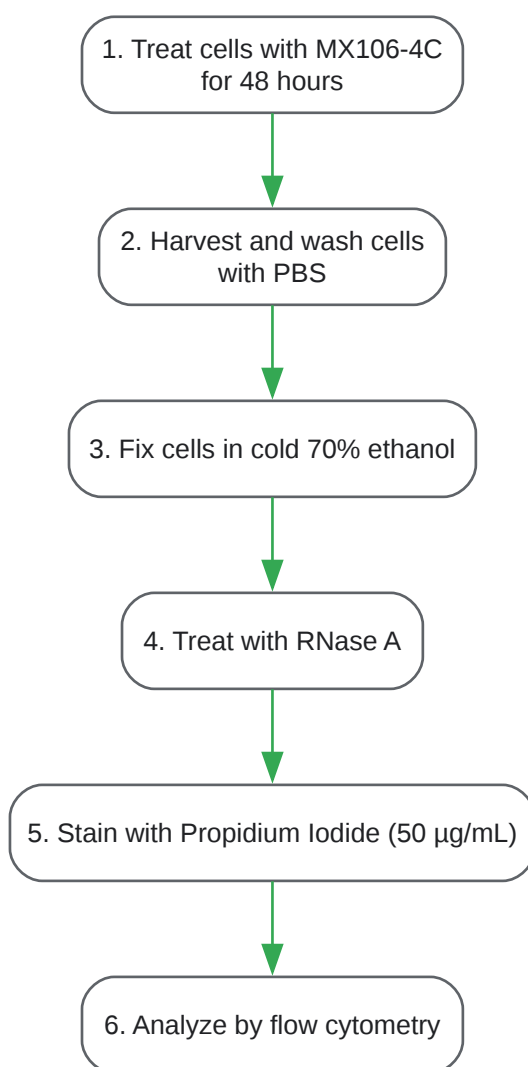 1. Treat cells with MX106-4C
for 48 hours
2. Harvest and wash cells
with PBS
3. Fix cells in cold 70% ethanol
4. Treat with RNase A
5. Stain with Propidium Iodide (50 µg/mL)
6. Analyze by flow cytometry